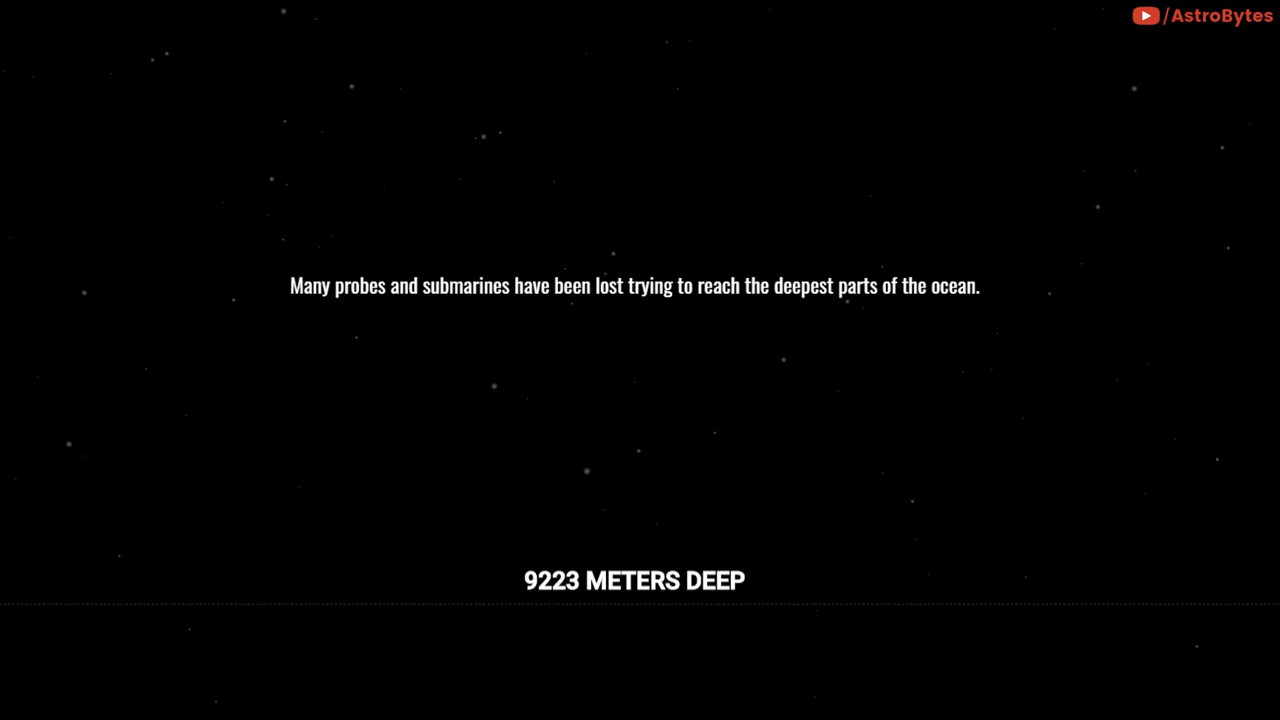 /AstroBytes
Many probes and submarines have been lost trying to reach the deepest parts of the ocean.
9223 METERS DEEP